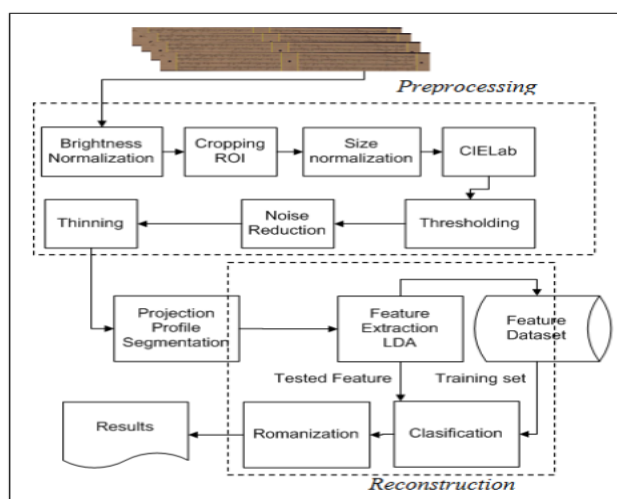 Preprocessing
Brightness
Normalization
Cropping
ROI
Size
normalization
CIELab
Thinning
Noise
Reduction
Thresholding
Projection
Profile
Segmentation
Feature
Extraction
LDA
Feature
Dataset
Tested Feature
Training set
Results
Romanization
Clasification
Reconstruction